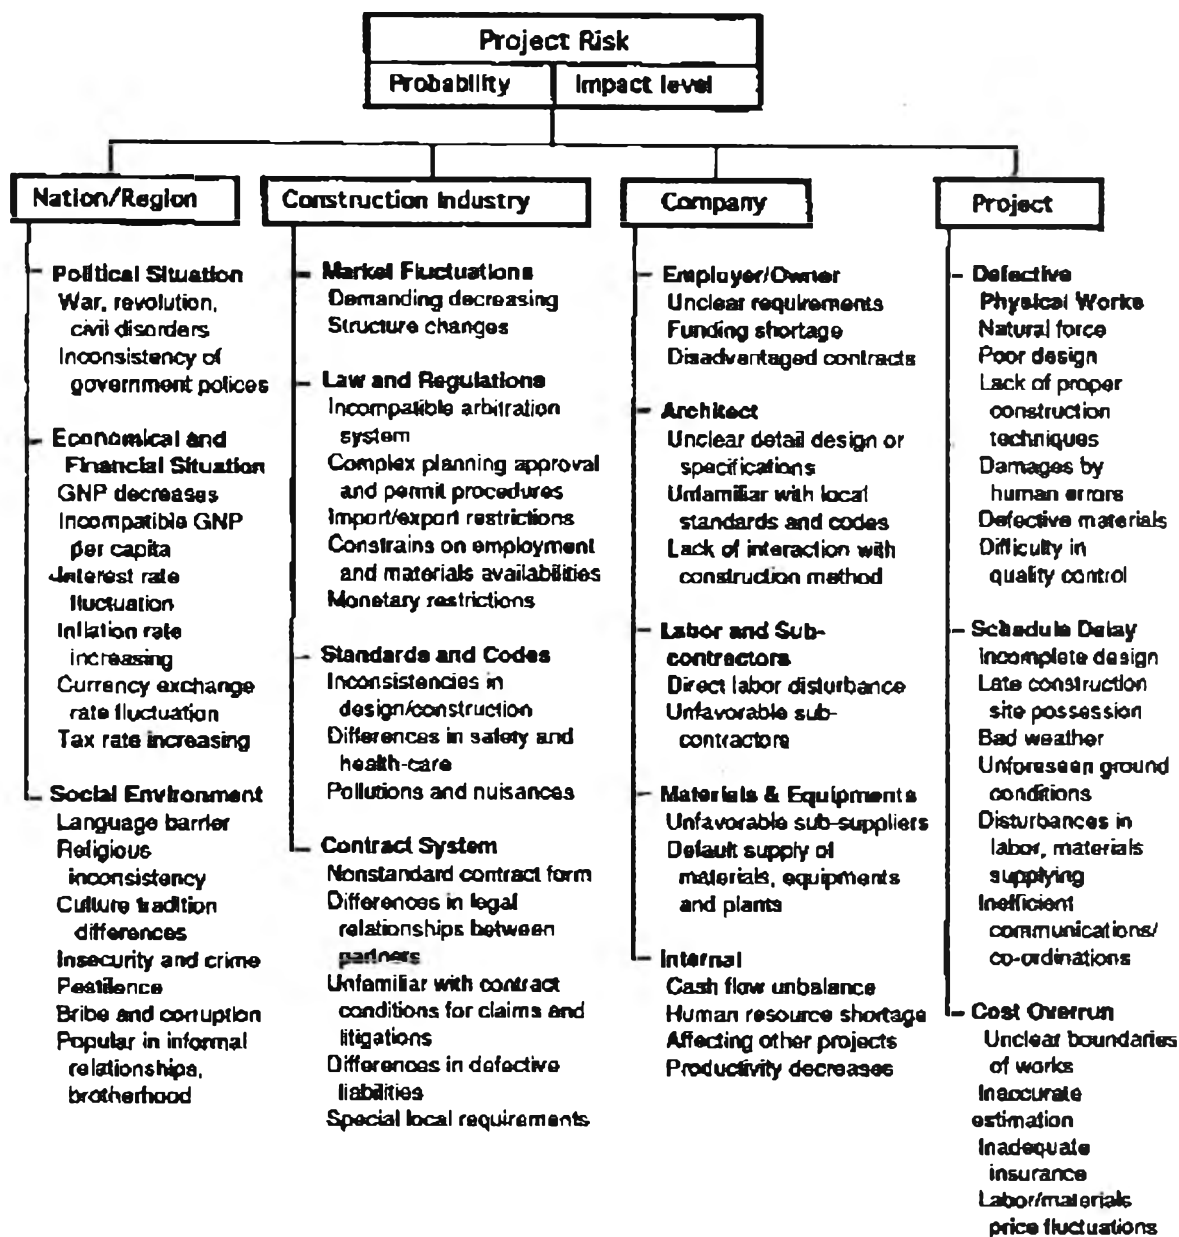 Project Risk
Probability
Impact level
Nation/Region
Political Situation
War, revolution,
civil disorders
Inconsistency of
government polices
Economical and
Financial Situation
GNP decreases
Incompatible GNP
per capita
Interest rate
fluctuation
Inflation rate
increasing
Currency exchange
rate fluctuation
Tax rate increasing
Social Environment
Language barrier
Religious
inconsistency
Culture tradition
differences
Insecurity and crime
Pestilence
Bribe and corruption
Popular in informal
relationships,
brotherhood
Construction Industry
Market Fluctuations
Demanding decreasing
Structure changes
Law and Regulations
Incompatible arbitration
system
Complex planning approval
and permit procedures
Import/export restrictions
Constrains on employment
and materials availabilities
Monetary restrictions
Standards and Codes
Inconsistencies in
design/construction
Differences in safety and
health-care
Pollutions and nuisances
Contract System
Nonstandard contract form
Differences in legal
relationships between
partners
Unfamiliar with contract
conditions for claims and
litigations
Differences in defective
liabilities
Special local requirements
Company
Employer/Owner
Unclear requirements
Funding shortage
Disadvantaged contracts
Architect
Unclear detail design or
specifications
Unfamiliar with local
standards and codes
Lack of interaction with
construction method
Labor and Sub-
contractors
Direct labor disturbance
Unfavorable sub-
contractors
Materials & Equipments
Unfavorable sub-suppliers
Default supply of
materials, equipments
and plants
Internal
Cash flow unbalance
Human resource shortage
Affecting other projects
Productivity decreases
Project
Defective
Physical Works
Natural force
Poor design
Lack of proper
construction
techniques
Damages by
human errors
Defective materials
Difficulty in
quality control
Schedule Delay
Incomplete design
Late construction
site possession
Bad weather
Unforeseen ground
conditions
Disturbances in
labor, materials
supplying
Inefficient
communications/
co-ordinations
Cost Overrun
Unclear boundaries
of works
Inaccurate
estimation
Inadequate
insurance
Labor/materials
price fluctuations